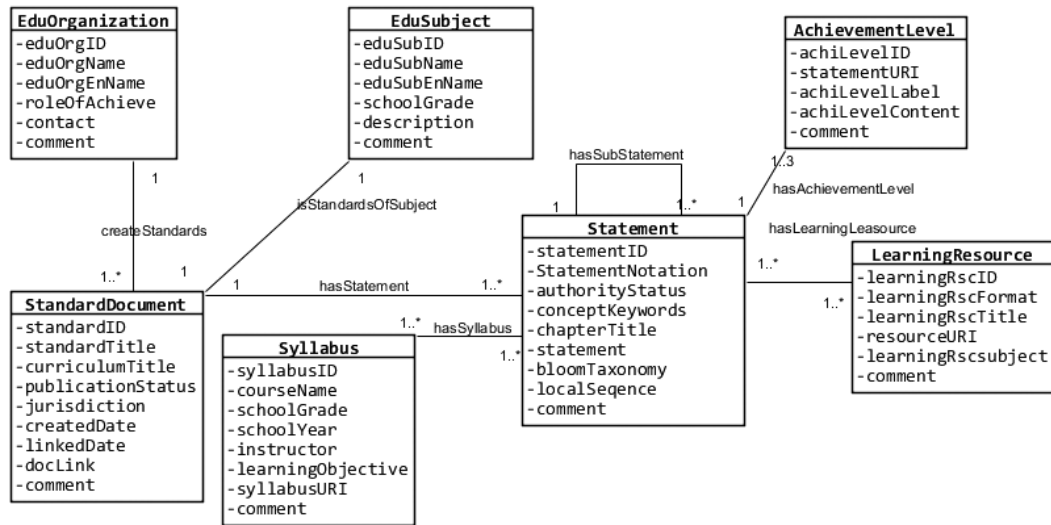 EduOrganization
-eduOrgID
-eduOrgName
-eduOrgEnName
-roleOfAchieve
-contact
-comment
EduSubject
-eduSubID
-eduSubName
-eduSubEnName
-schoolGrade
-description
-comment
AchievementLevel
-achiLevelID
-statementURI
-achiLevelLabel
-achiLevelContent
-comment
1
createStandards
1..*
1
isStandardsOfSubject
1
hasSubStatement
1
1..*
1..3
hasAchievementLevel
1
hasLearningLeasource
1..*
1..*
1
hasStatement
1..*
1..*
hasSyllabus
1..*
StandardDocument
-standardID
-standardTitle
-curriculumTitle
-publicationStatus
-jurisdiction
-createdDate
-linkedDate
-docLink
-comment
Syllabus
-syllabusID
-courseName
-schoolGrade
-schoolYear
-instructor
-learningObjective
-syllabusURI
-comment
Statement
-statementID
-StatementNotation
-authorityStatus
-conceptKeywords
-chapterTitle
-statement
-bloomTaxonomy
-localSeqence
-comment
LearningResource
-learningRscID
-learningRscFormat
-learningRscTitle
-resourceURI
-learningRscsubject
-comment